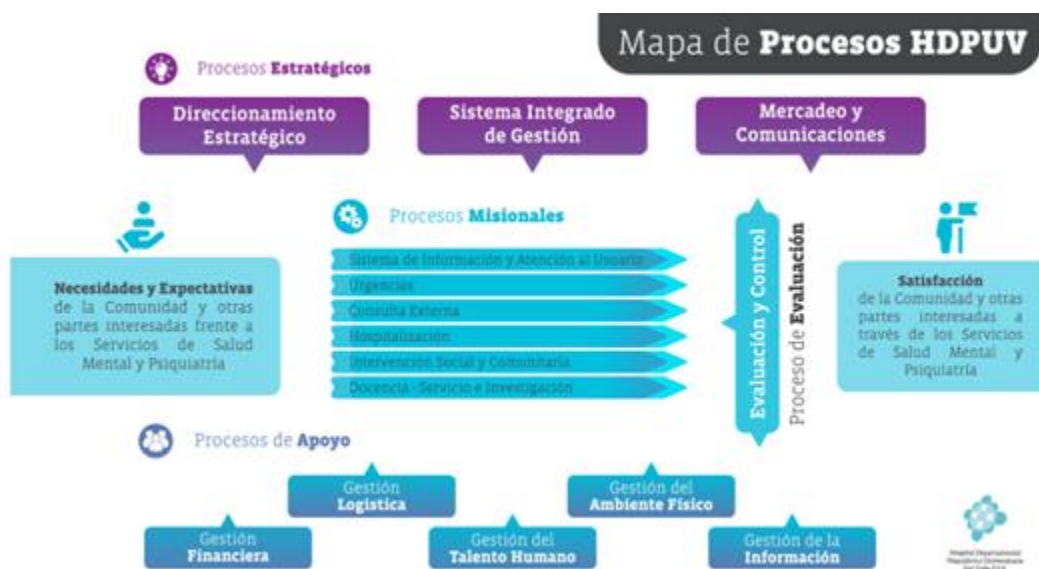 Mapa de Procesos HDPUV
Procesos Estratégicos
Direccionamiento
Estratégico
Sistema Integrado
de Gestión
Mercadeo y
Comunicaciones
Necesidades y Expectativas
de la Comunidad y otras
partes interesadas frente a
los Servicios de Salud
Mental y Psiquiatría
Procesos Misionales
Sistema de Información y Atención al Usuario
Urgencias
Consulta Externa
Hospitalización
Intervención Social y Comunitaria
Docencia - Servicio e Investigación
Evaluación y Control
Proceso de Evaluación
Satisfacción
de la Comunidad y otras
partes interesadas a
través de los Servicios
de Salud Mental y
Psiquiatría
Procesos de Apoyo
Gestión
Logística
Gestión del
Ambiente Físico
Gestión
Financiera
Gestión del
Talento Humano
Gestión de la
Información
Hospital Departamental
Psiquiátrico Universitario